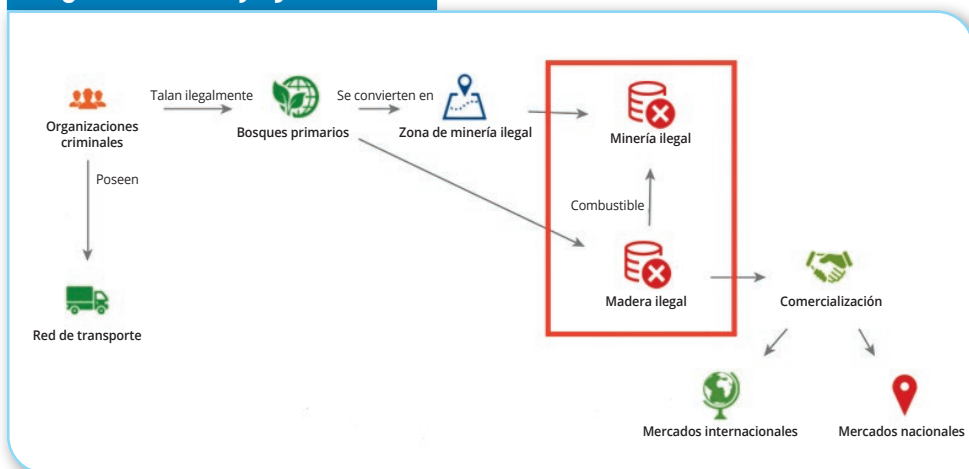 Talan ilegalmente
Se convierten en
Organizaciones
criminales
Bosques primarios
Zona de minería ilegal
Minería ilegal
Poseen
Combustible
Red de transporte
Madera ilegal
Comercialización
Mercados internacionales
Mercados nacionales